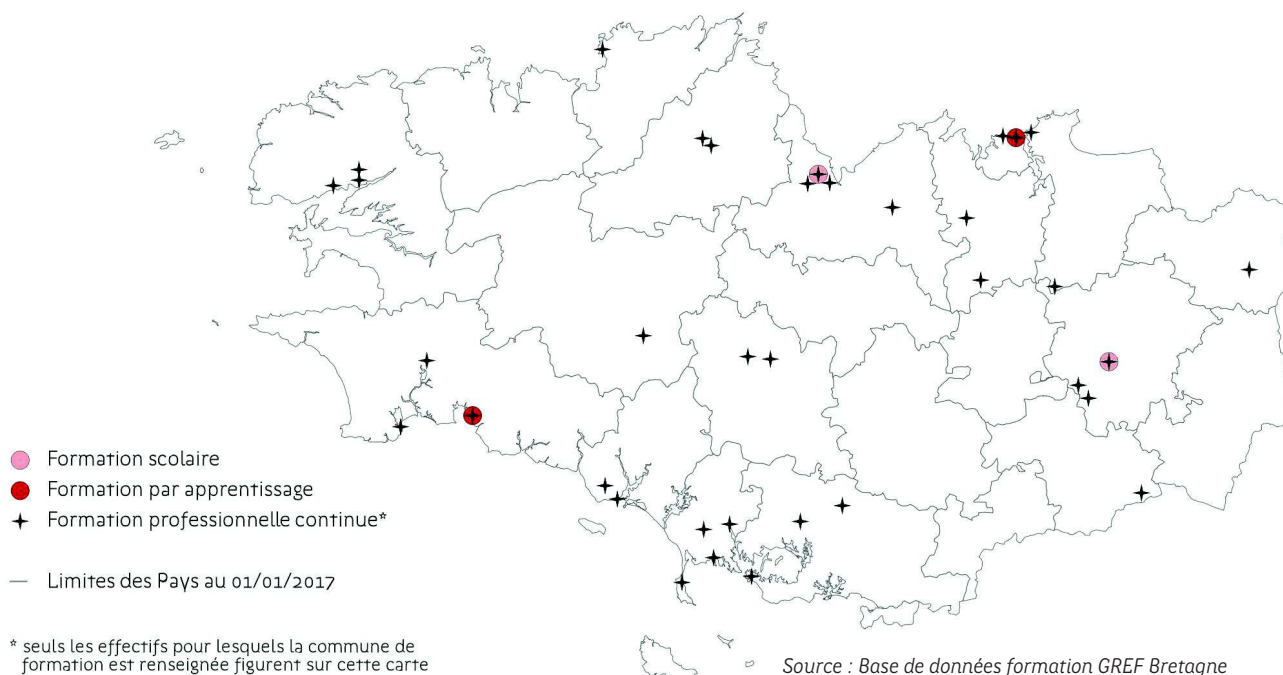 Formation scolaire
Formation par apprentissage
Formation professionnelle continue*
Limites des Pays au 01/01/2017
* seuls les effectifs pour lesquels la commune de
formation est renseignée figurent sur cette carte
Source : Base de données formation GREF Bretagne